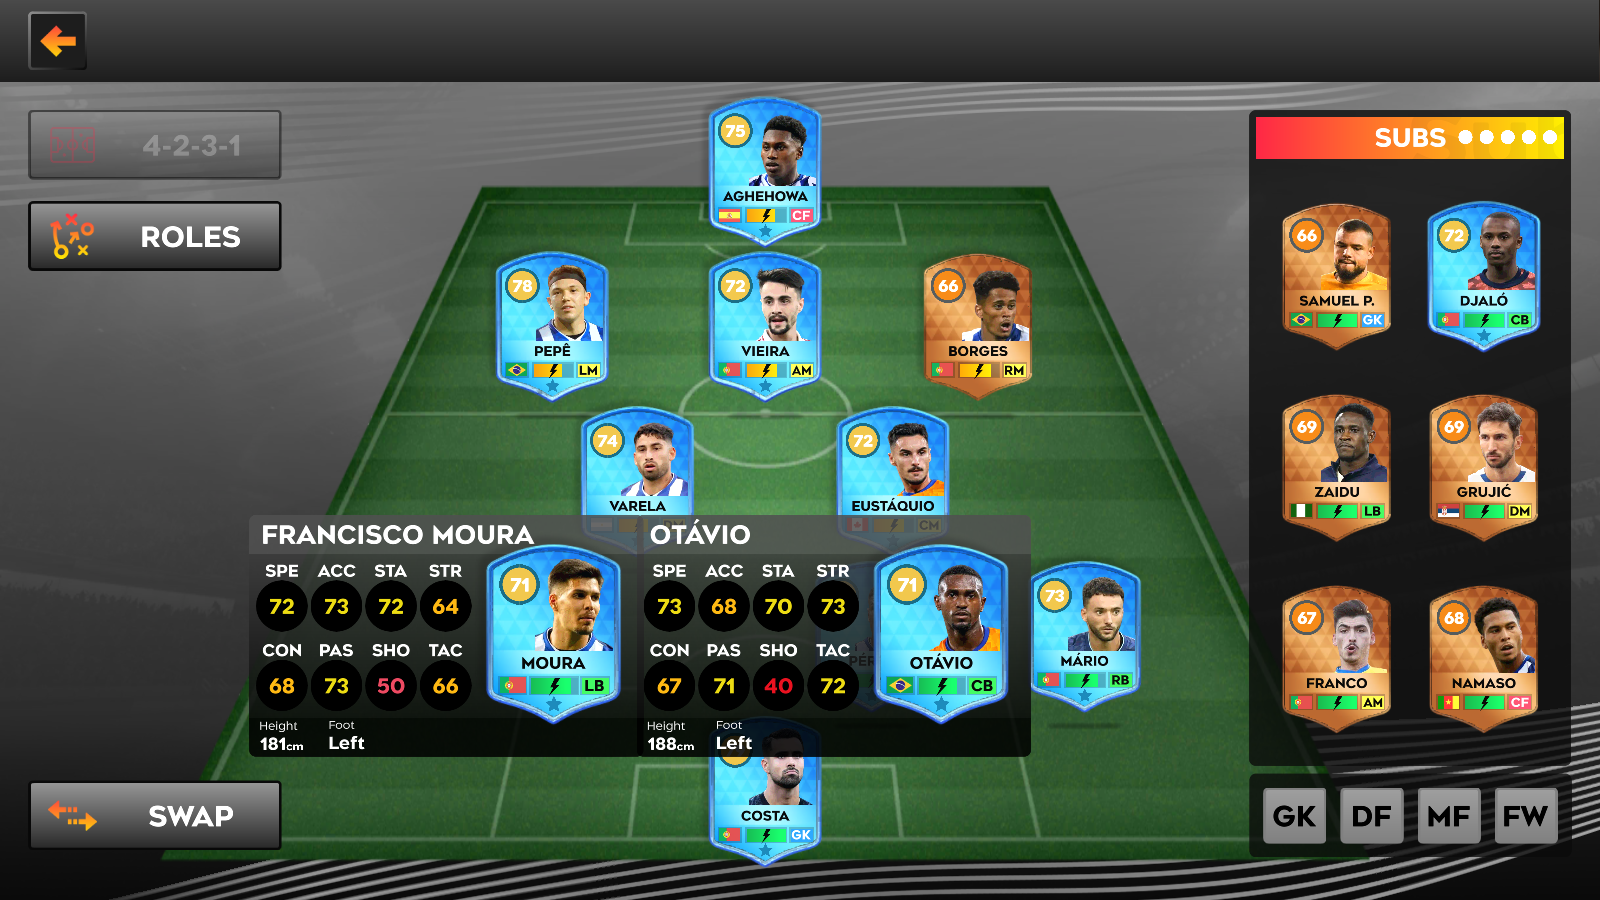 4-2-3-1
ROLES
SWAP
75
AGHEHOWA
CF
78
PEPÊ
LM
72
VIEIRA
AM
66
BORGES
RM
74
VARELA
72
EUSTÁQUIO
CM
FRANCISCO MOURA
SPE ACC STA STR
72 73 72 64
CON PAS SHO TAC
68 73 50 66
Height Foot
181cm Left
71
MOURA
LB
OTÁVIO
SPE ACC STA STR
73 68 70 73
CON PAS SHO TAC
67 71 40 72
Height Foot
188cm Left
71
OTÁVIO
CB
73
MÁRIO
RB
COSTA
GK
SUBS
66
SAMUEL P.
GK
72
DJALÓ
CB
69
ZAIDU
LB
69
GRUJIĆ
DM
67
FRANCO
AM
68
NAMASO
CF
GK DF MF FW